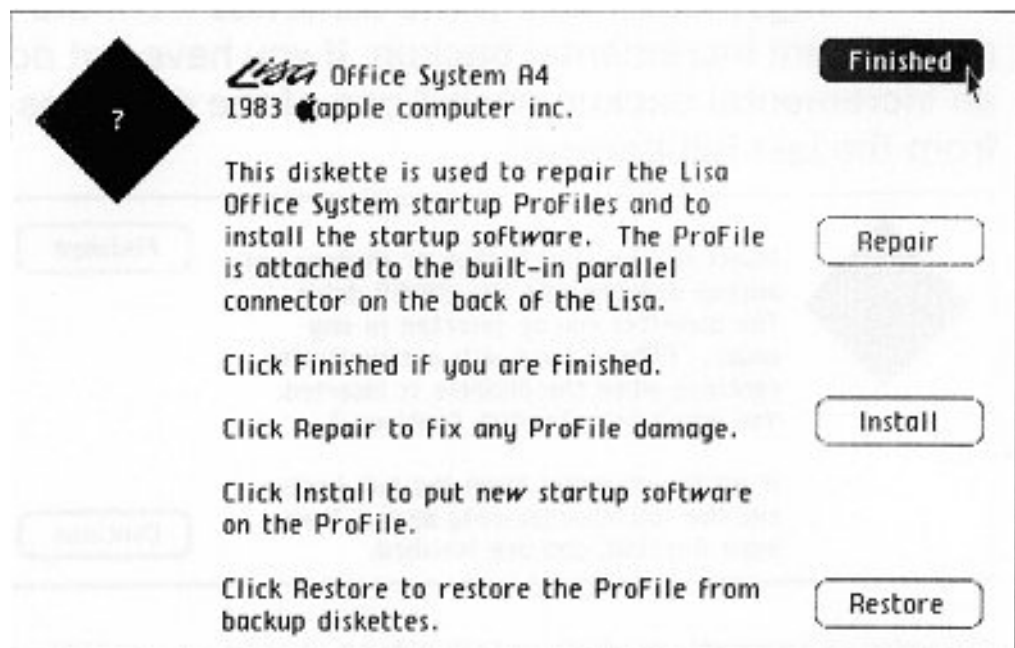 ?
Lisa Office System A4
1983 apple computer inc.
Finished
This diskette is used to repair the Lisa
Office System startup ProFiles and to
install the startup software. The ProFile
is attached to the built-in parallel
connector on the back of the Lisa.
Repair
Click Finished if you are finished.
Click Repair to fix any ProFile damage.
Install
Click Install to put new startup software
on the ProFile.
Click Restore to restore the ProFile from
backup diskettes.
Restore